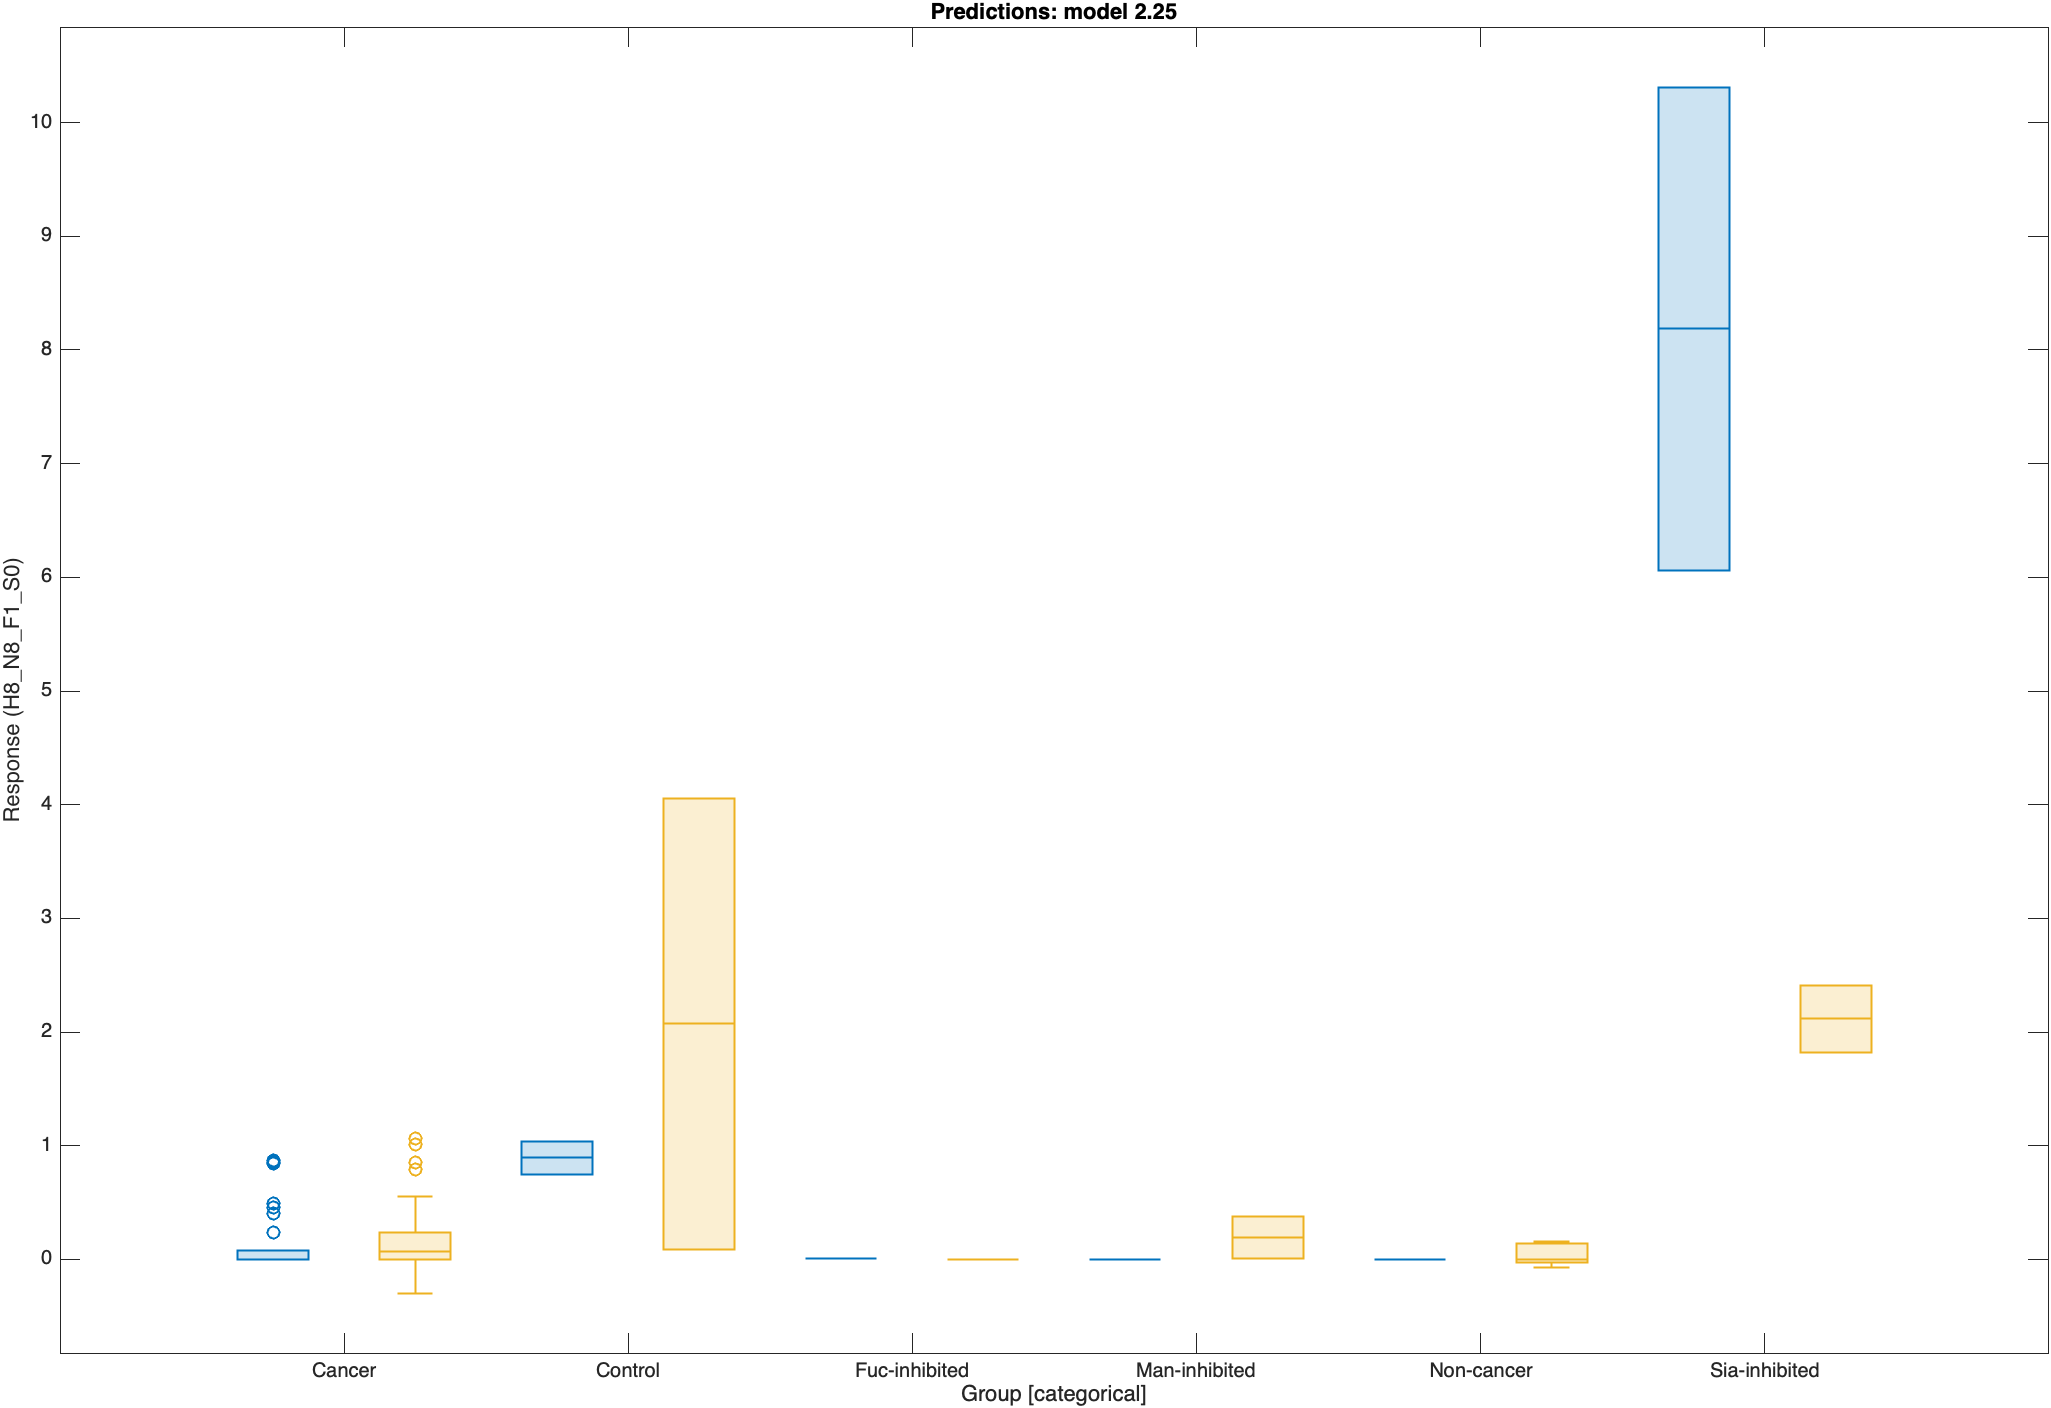 Predictions: model 2.25
10
9
8
7
6
5
4
3
2
1
0
Response (H8_N8_F1_S0)
Cancer
Control
Fuc-inhibited
Man-inhibited
Non-cancer
Sia-inhibited
Group [categorical]